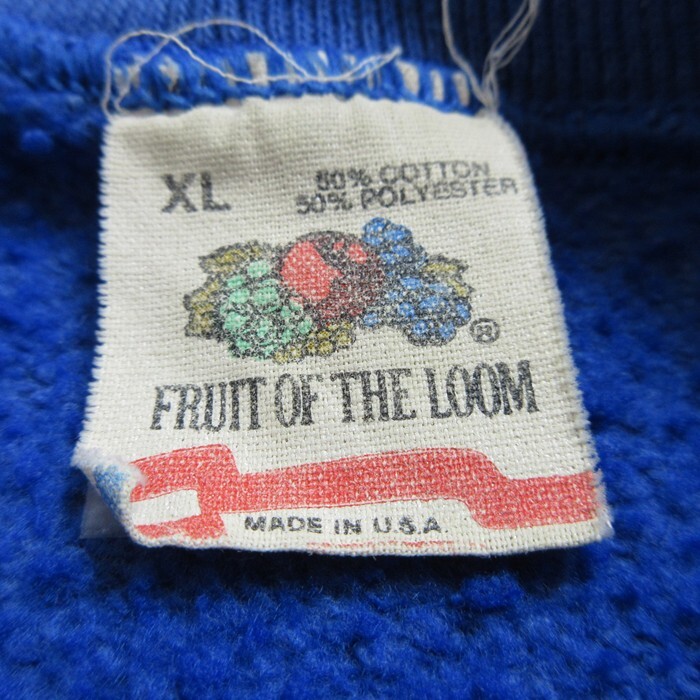 XL
50% COTTON
50% POLYESTER
®
FRUIT OF THE LOOM
MADE IN U.S.A.